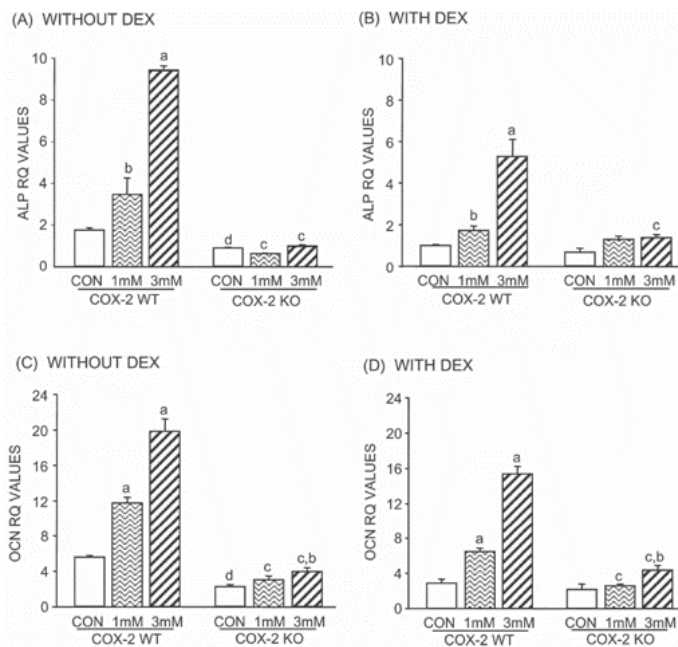 (A) WITHOUT DEX
(B) WITH DEX
ALP RQ VALUES
10
8
6
4
2
0
b
a
d
c
c
CON 1mM 3mM
CON 1mM 3mM
COX-2 WT
COX-2 KO
ALP RQ VALUES
10
8
6
4
2
0
b
a
c
CON 1mM 3mM
CON 1mM 3mM
COX-2 WT
COX-2 KO
(C) WITHOUT DEX
(D) WITH DEX
OCN RQ VALUES
24
20
16
12
8
4
0
a
a
d
c
c,b
CON 1mM 3mM
CON 1mM 3mM
COX-2 WT
COX-2 KO
OCN RQ VALUES
24
20
16
12
8
4
0
a
a
c
c,b
CON 1mM 3mM
CON 1mM 3mM
COX-2 WT
COX-2 KO